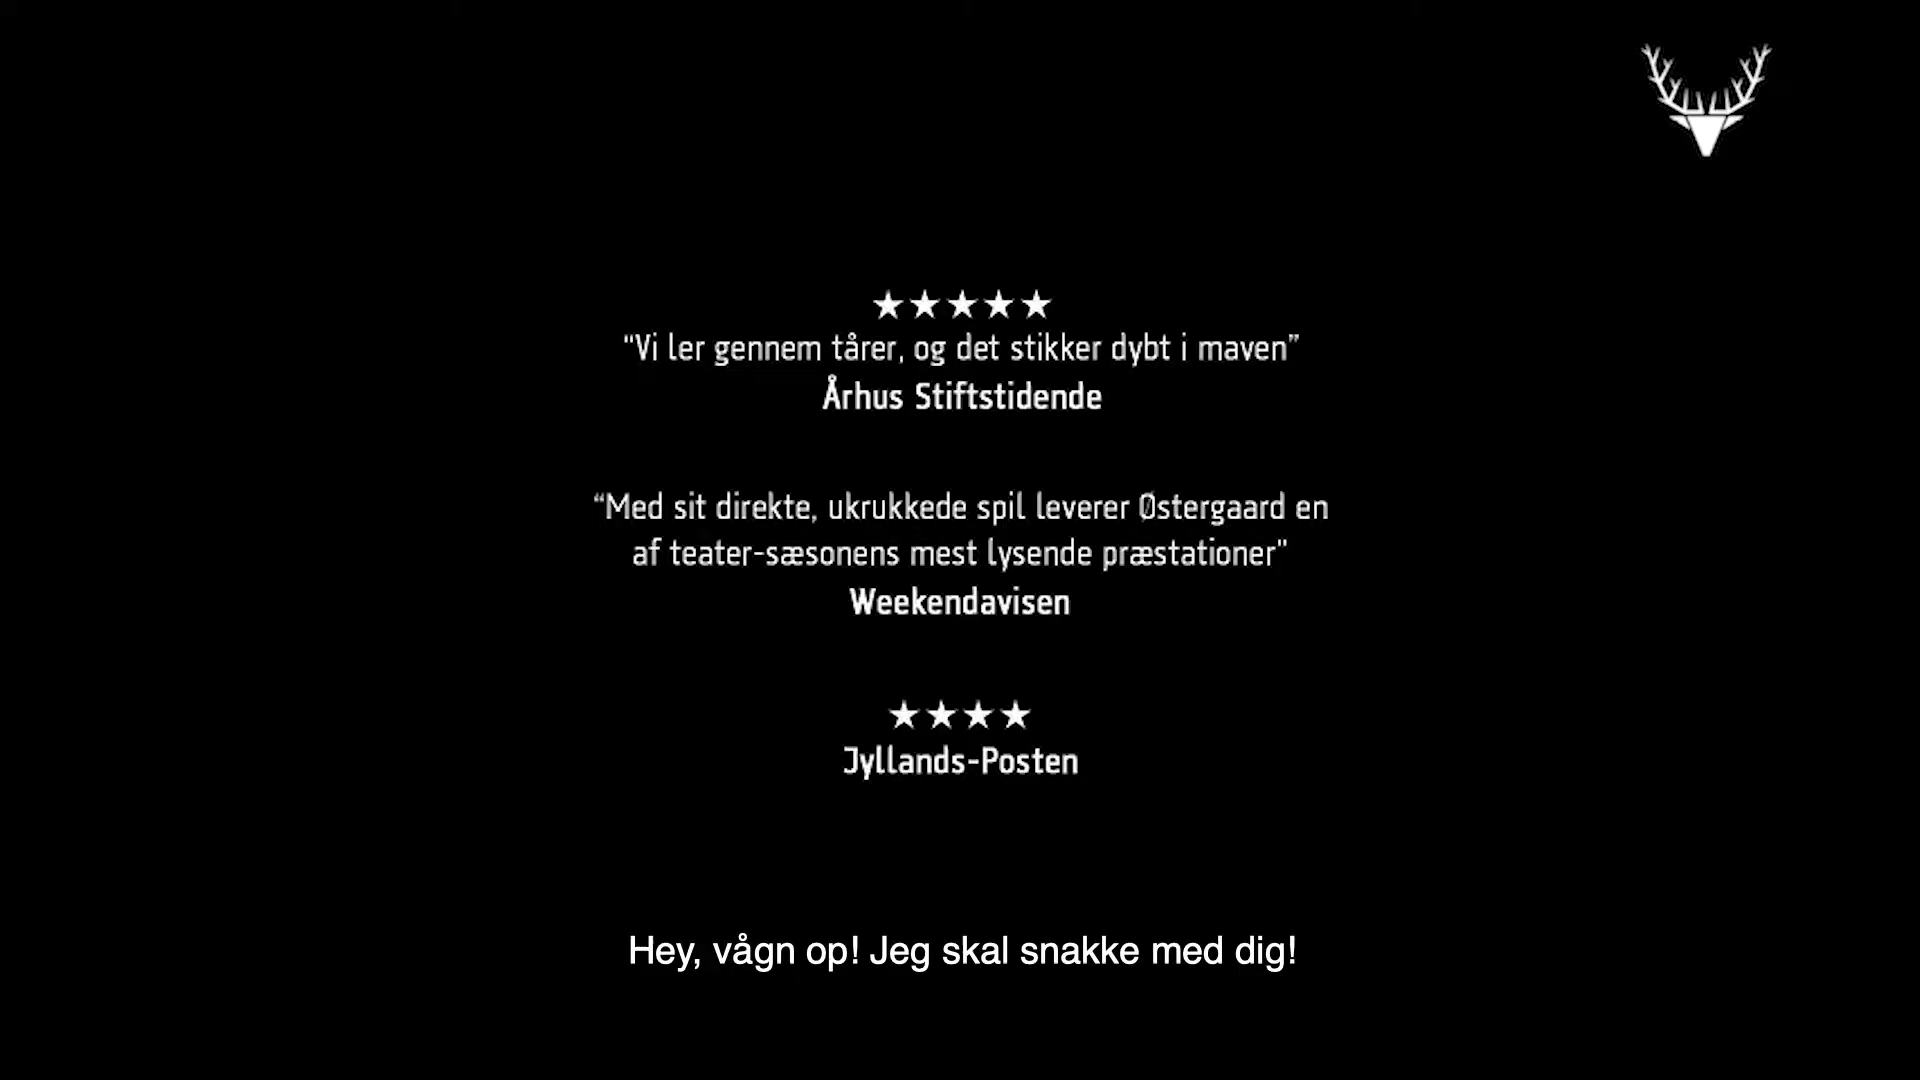 ★★★★★
“Vi ler gennem tårer, og det stikker dybt i maven”
Århus Stiftstidende
“Med sit direkte, ukrukkede spil leverer Østergaard en
af teater-sæsonens mest lysende præstationer”
Weekendavisen
★★★★
Jyllands-Posten
Hey, vågn op! Jeg skal snakke med dig!